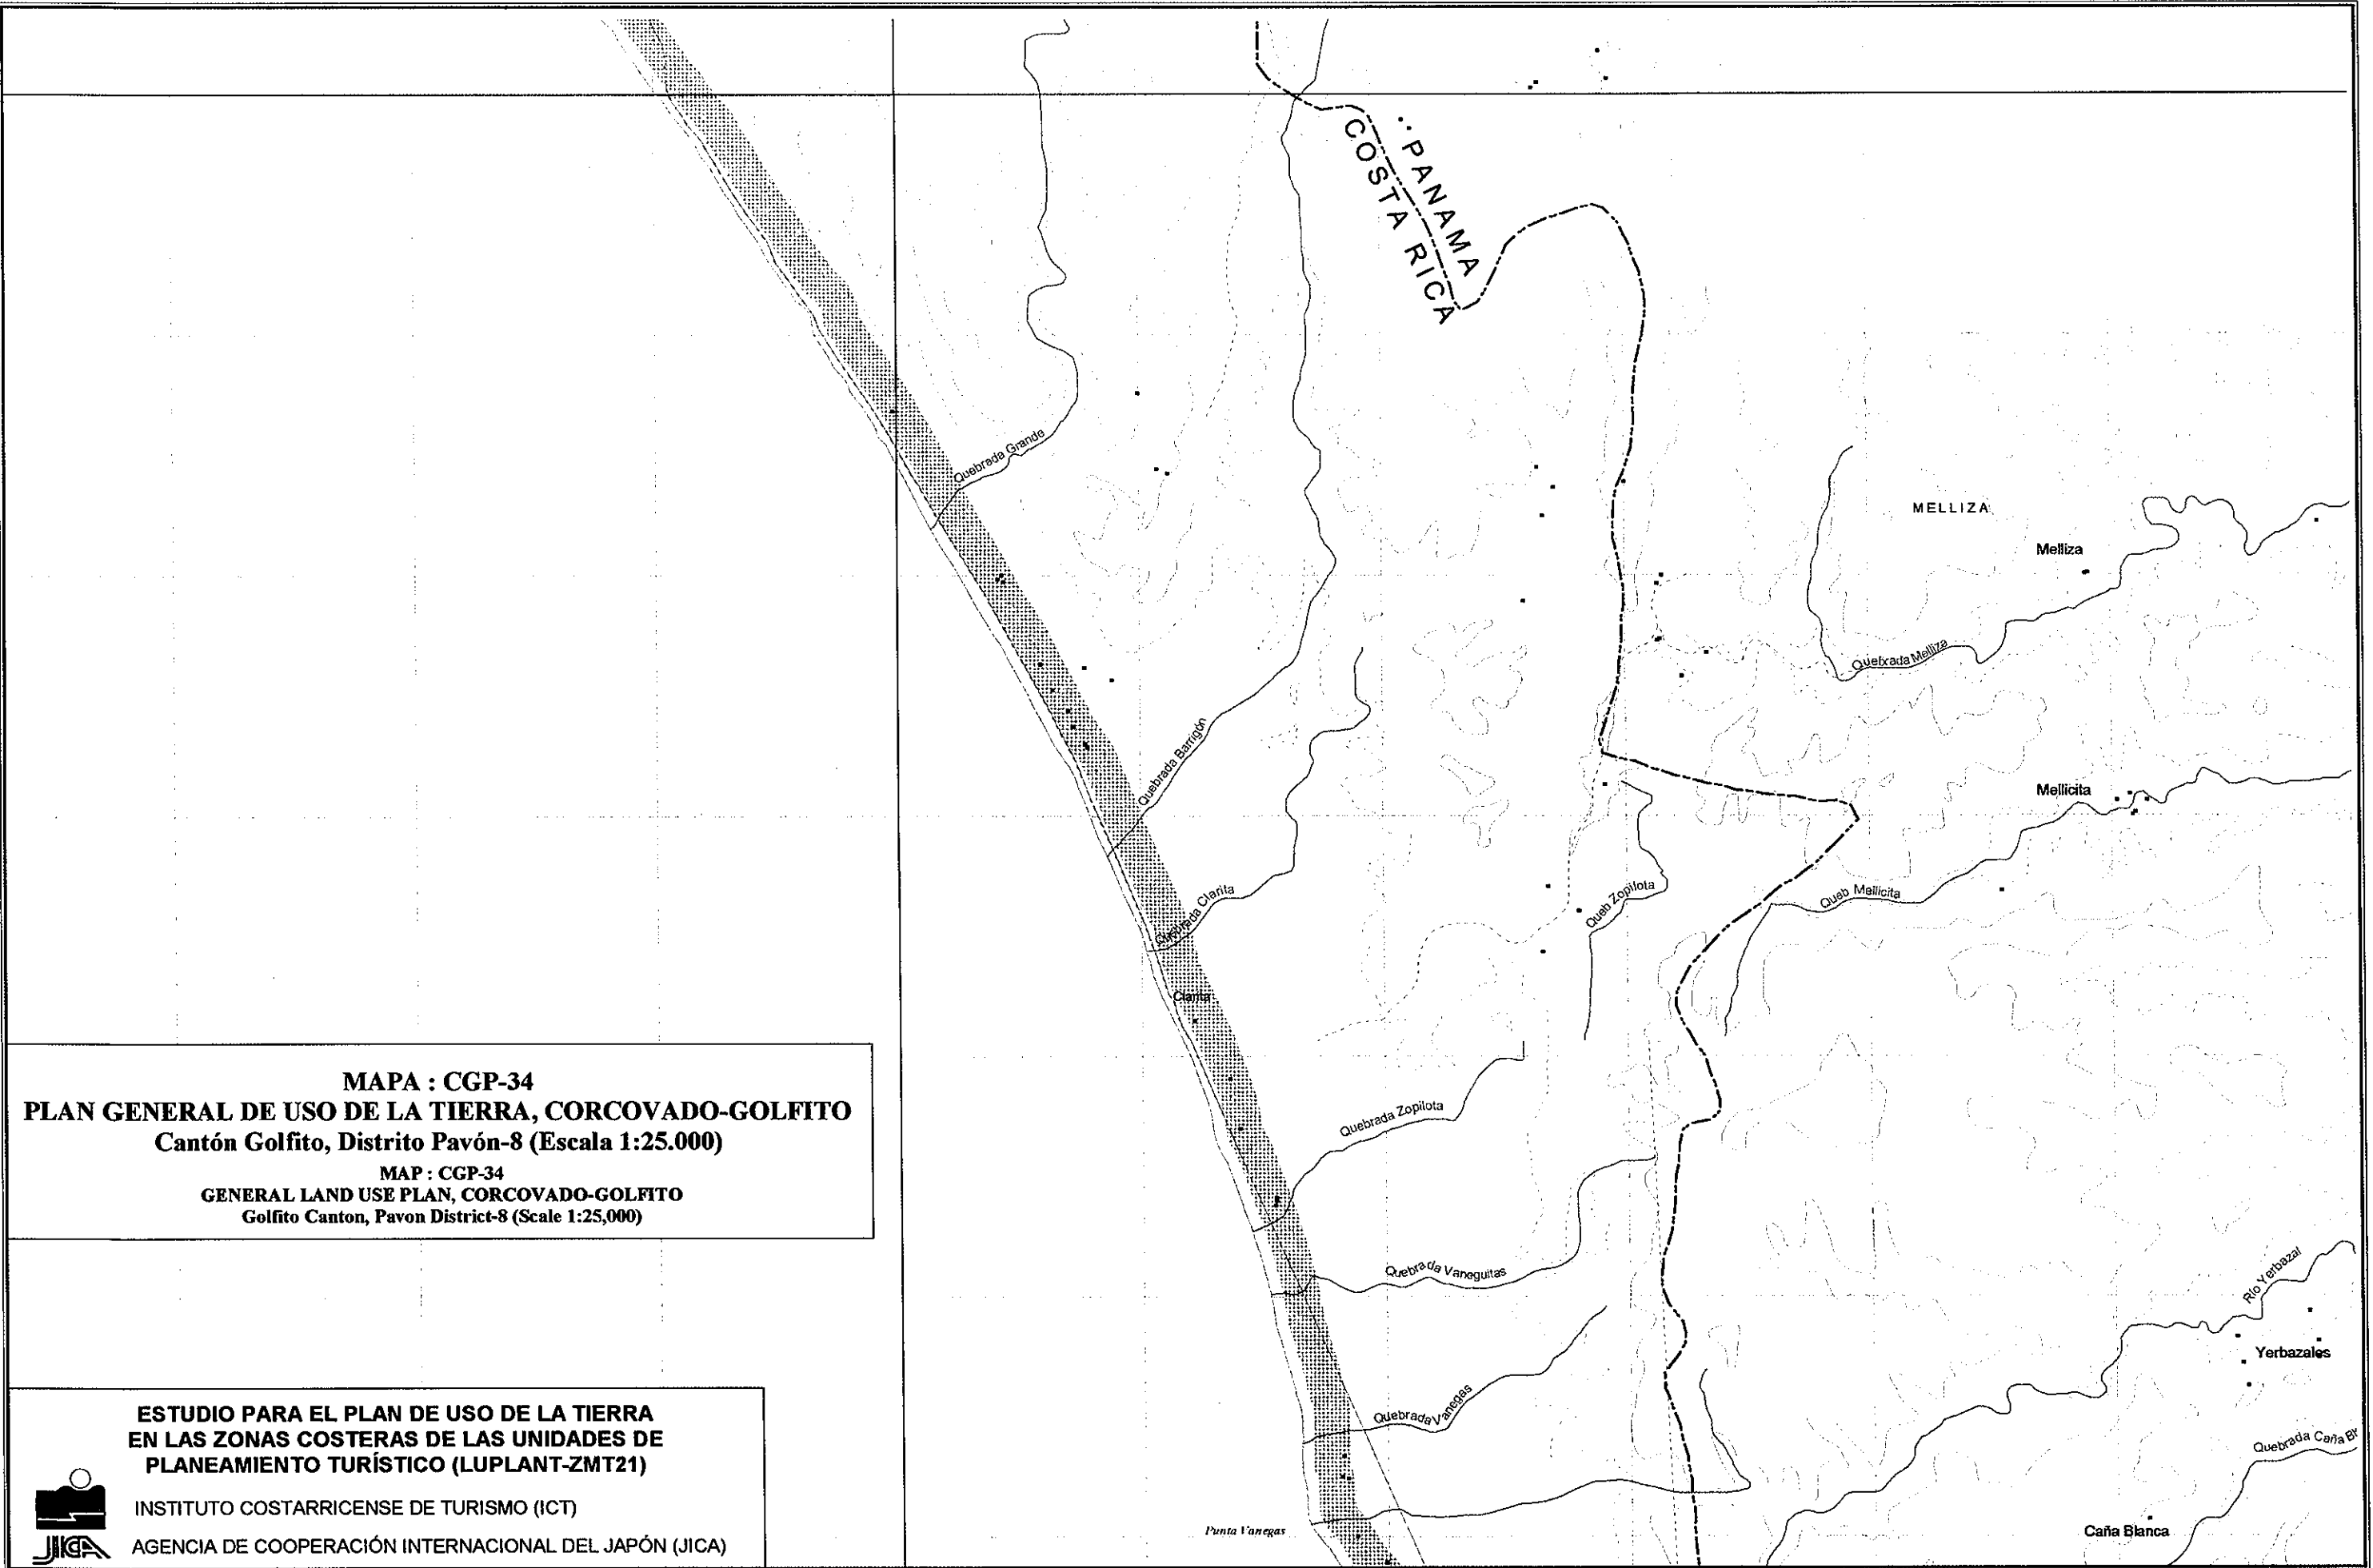 PANAMA
COSTA RICA
Quebrada Grande
MELLIZA
Melliza
Quebrada Melliza
Quebrada Barrigón
Mellicita
Queb Mellicita
Queb Zopilota
Quebrada Clarita
Clarita
MAPA : CGP-34
PLAN GENERAL DE USO DE LA TIERRA, CORCOVADO-GOLFITO
Cantón Golfito, Distrito Pavón-8 (Escala 1:25.000)
MAP : CGP-34
GENERAL LAND USE PLAN, CORCOVADO-GOLFITO
Golfito Canton, Pavon District-8 (Scale 1:25,000)
Quebrada Zopilota
Quebrada Vaneguitas
Río Yerbazal
Yerbazales
Quebrada Vanegas
Quebrada Caña Bl
Punta Vanegas
Caña Blanca
ESTUDIO PARA EL PLAN DE USO DE LA TIERRA
EN LAS ZONAS COSTERAS DE LAS UNIDADES DE
PLANEAMIENTO TURÍSTICO (LUPLANT-ZMT21)
INSTITUTO COSTARRICENSE DE TURISMO (ICT)
JICA
AGENCIA DE COOPERACIÓN INTERNACIONAL DEL JAPÓN (JICA)